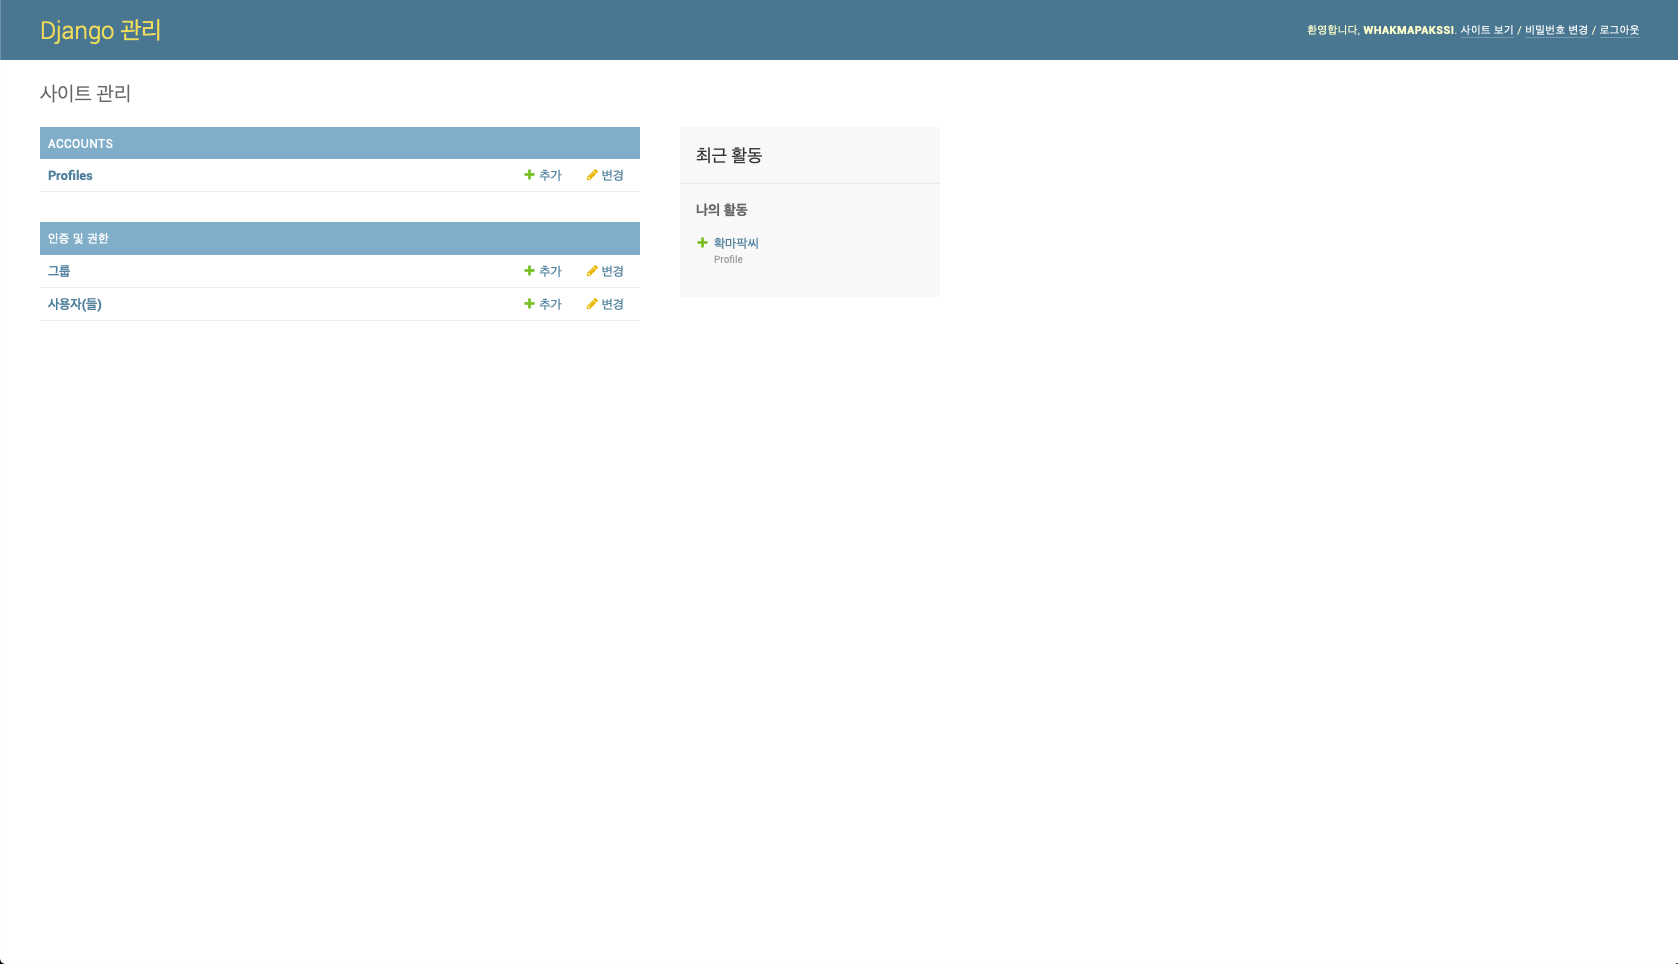 Django 관리
환영합니다, WHAKMAPAKSSI. 사이트 보기 / 비밀번호 변경 / 로그아웃
사이트 관리
ACCOUNTS
Profiles 추가 변경
인증 및 권한
그룹 추가 변경
사용자(들) 추가 변경
최근 활동
나의 활동
확마팍씨
Profile